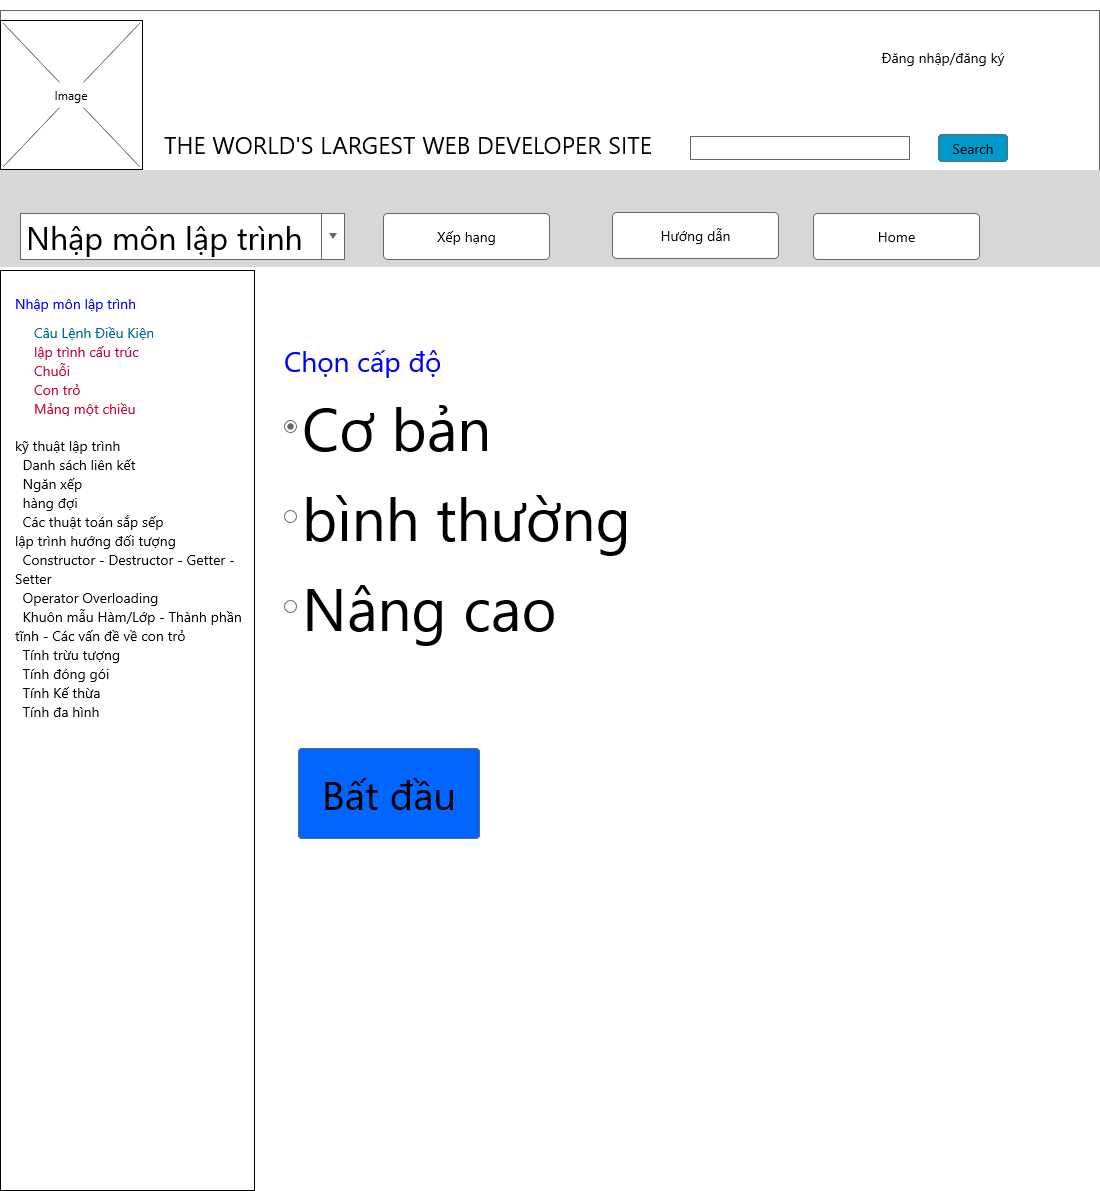 Đăng nhập/đăng ký
Image
THE WORLD'S LARGEST WEB DEVELOPER SITE
Search
Nhập môn lập trình
Xếp hạng
Hướng dẫn
Home
Nhập môn lập trình
Câu Lệnh Điều Kiện
lập trình cấu trúc
Chuỗi
Con trỏ
Mảng một chiều
kỹ thuật lập trình
Danh sách liên kết
Ngăn xếp
hàng đợi
Các thuật toán sắp sếp
lập trình hướng đối tượng
Constructor - Destructor - Getter -
Setter
Operator Overloading
Khuôn mẫu Hàm/Lớp - Thành phần
tĩnh - Các vấn đề về con trỏ
Tính trừu tượng
Tính đóng gói
Tính Kế thừa
Tính đa hình
Chọn cấp độ
Cơ bản
bình thường
Nâng cao
Bất đầu